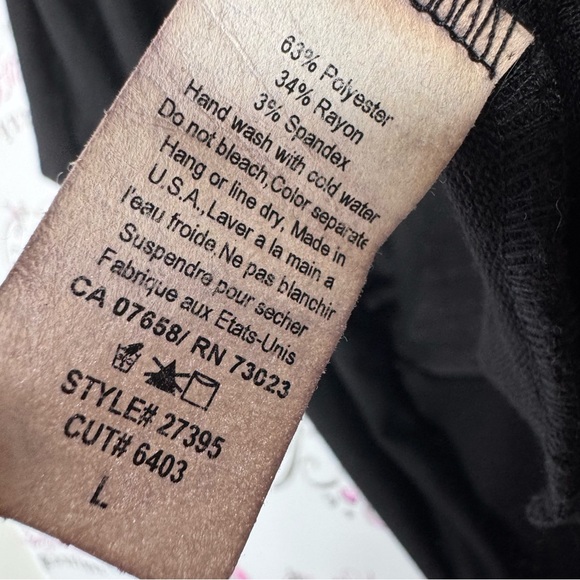 63% Polyester
34% Rayon
3% Spandex
Hand wash with cold water
Do not bleach,Color separate
Hang or line dry, Made in
U.S.A., Laver a la main a
l'eau froide.Ne pas blanchir
Suspendre pour secher
Fabrique aux Etats-Unis
CA 07658/ RN 73023
STYLE# 27395
CUT# 6403
L